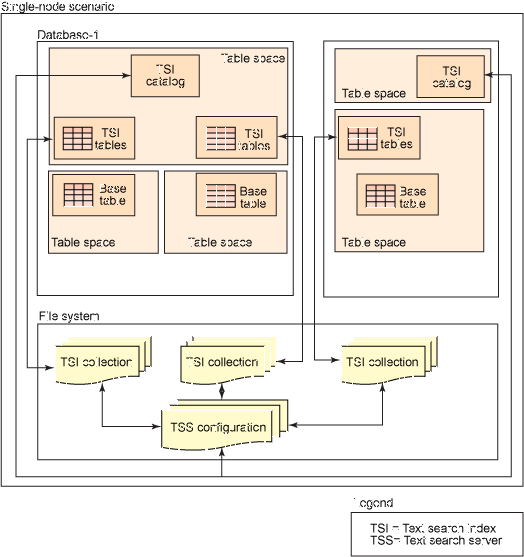 Single-node scenario
Database-1
TSI
catalog
Table space
TSI
tables
TSI
tables
Base
table
Table space
Base
table
Table space
TSI
catalog
Table space
TSI
tables
Base
table
Table space
File system
TSI collection
TSI collection
TSI collection
TSS configuration
Legend
TSI = Text search index
TSS= Text search server